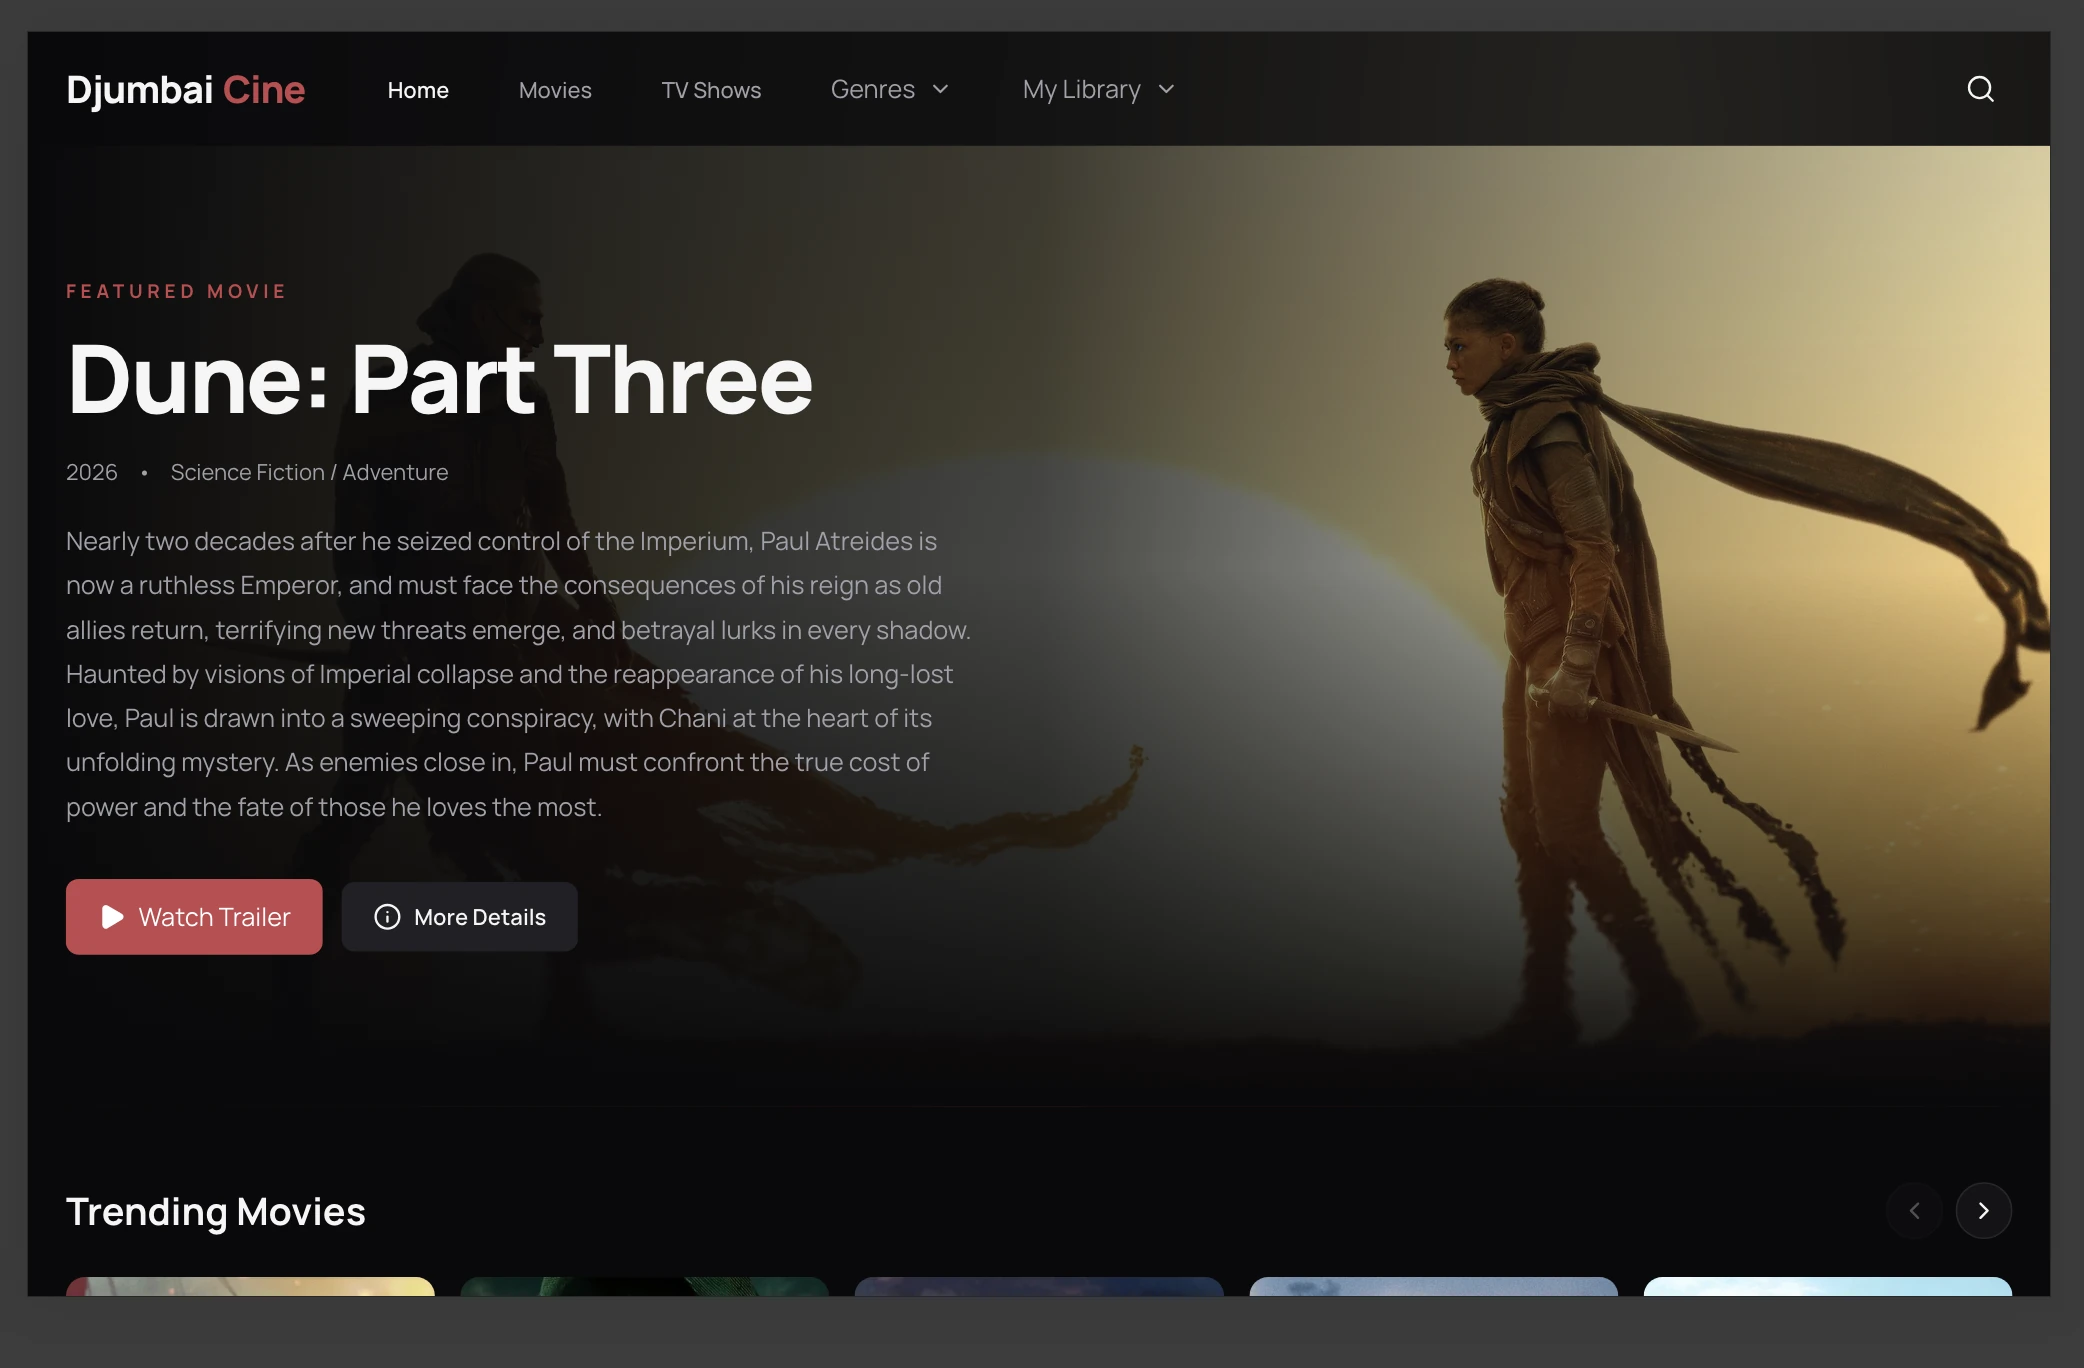 Djumbai Cine
Home
Movies
TV Shows
Genres
My Library
FEATURED MOVIE
Dune: Part Three
2026 • Science Fiction / Adventure
Nearly two decades after he seized control of the Imperium, Paul Atreides is
now a ruthless Emperor, and must face the consequences of his reign as old
allies return, terrifying new threats emerge, and betrayal lurks in every shadow.
Haunted by visions of Imperial collapse and the reappearance of his long-lost
love, Paul is drawn into a sweeping conspiracy, with Chani at the heart of its
unfolding mystery. As enemies close in, Paul must confront the true cost of
power and the fate of those he loves the most.
Watch Trailer
More Details
Trending Movies